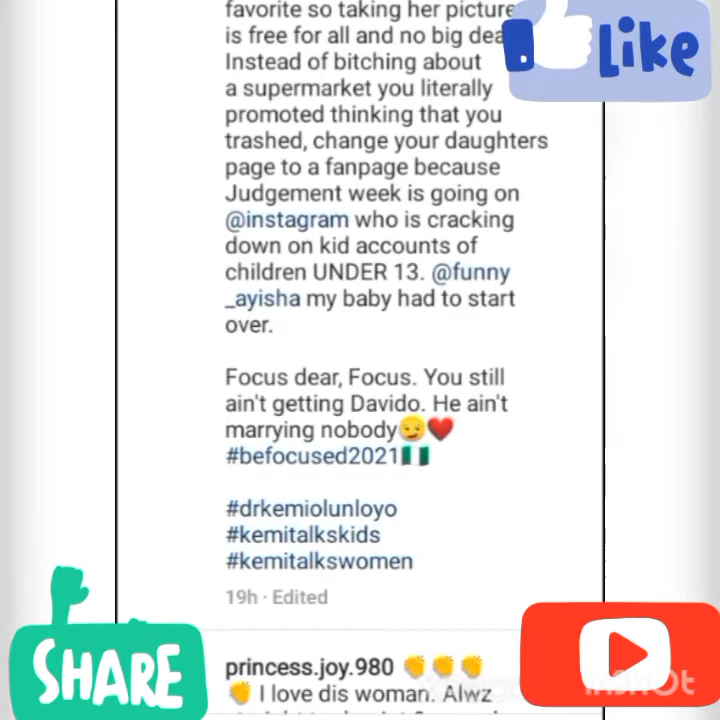 favorite so taking her picture
is free for all and no big dea
Instead of bitching about
a supermarket you literally
promoted thinking that you
trashed, change your daughters
page to a fanpage because
Judgement week is going on
@instagram who is cracking
down on kid accounts of
children UNDER 13. @funny
_ayisha my baby had to start
over.
Focus dear, Focus. You still
ain't getting Davido. He ain't
marrying nobody😏❤️
#befocused2021🇳🇬
#drkemiolunloyo
#kemitalkskids
#kemitalkswomen
19h · Edited
princess.joy.980 👏👏👏
👏 I love dis woman. Alwz
Like
SHARE
InShOt